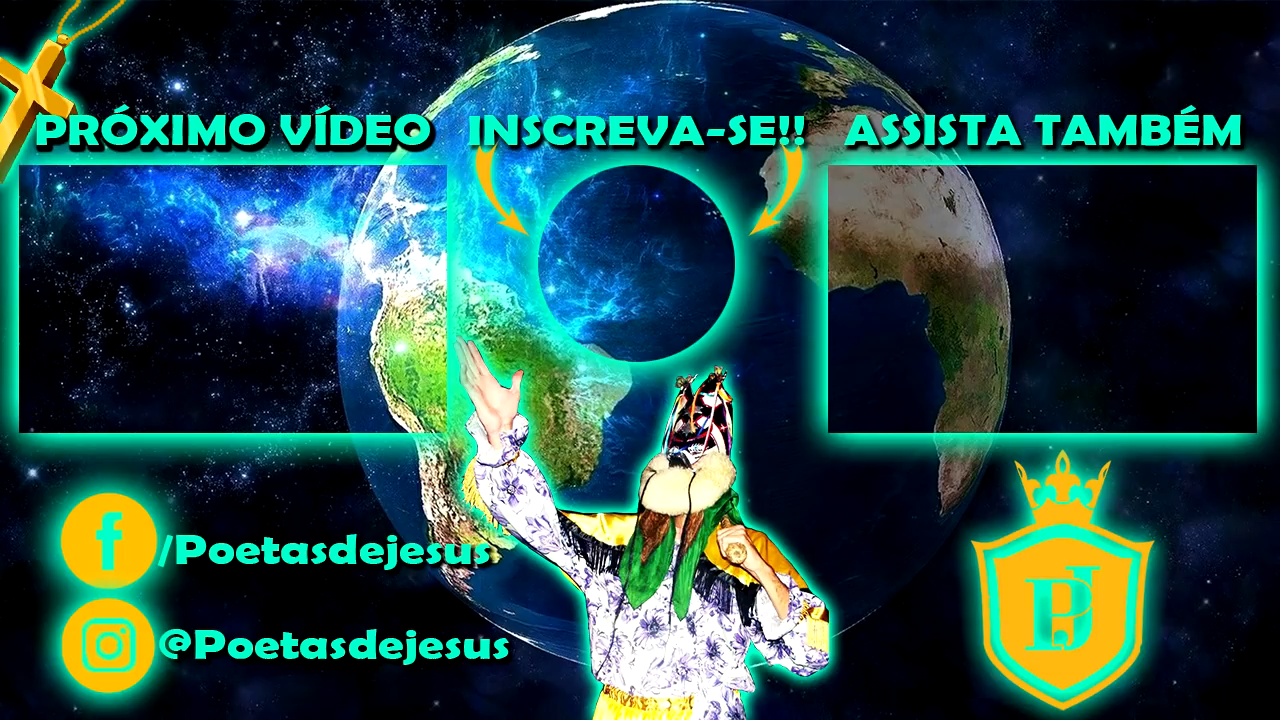 PRÓXIMO VÍDEO
INSCREVA-SE!!
ASSISTA TAMBÉM
/Poetasdejesus
@Poetasdejesus
PJ